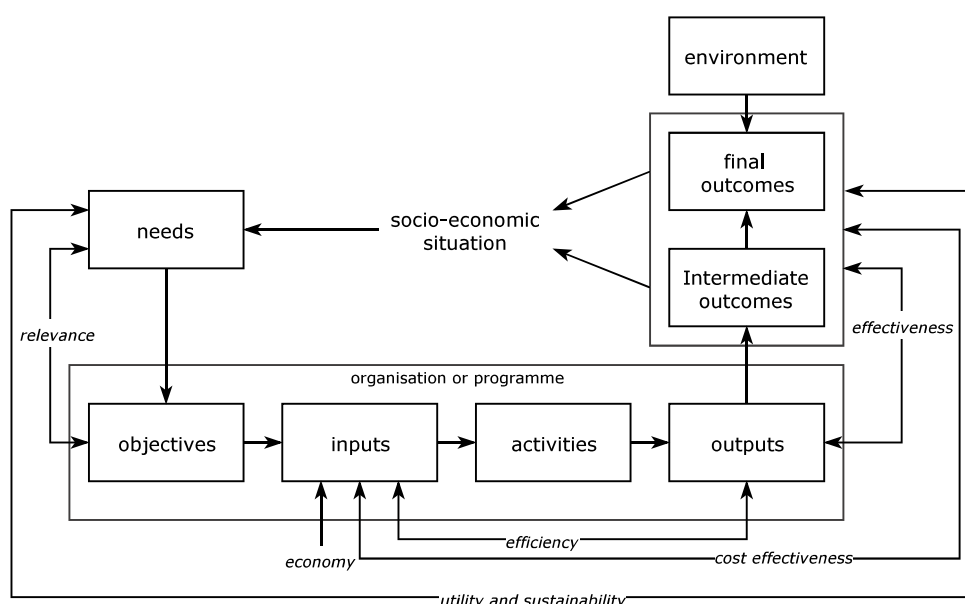 environment
final
outcomes
socio-economic
situation
needs
Intermediate
outcomes
relevance
effectiveness
organisation or programme
objectives
inputs
activities
outputs
efficiency
economy
cost effectiveness
utility and sustainability